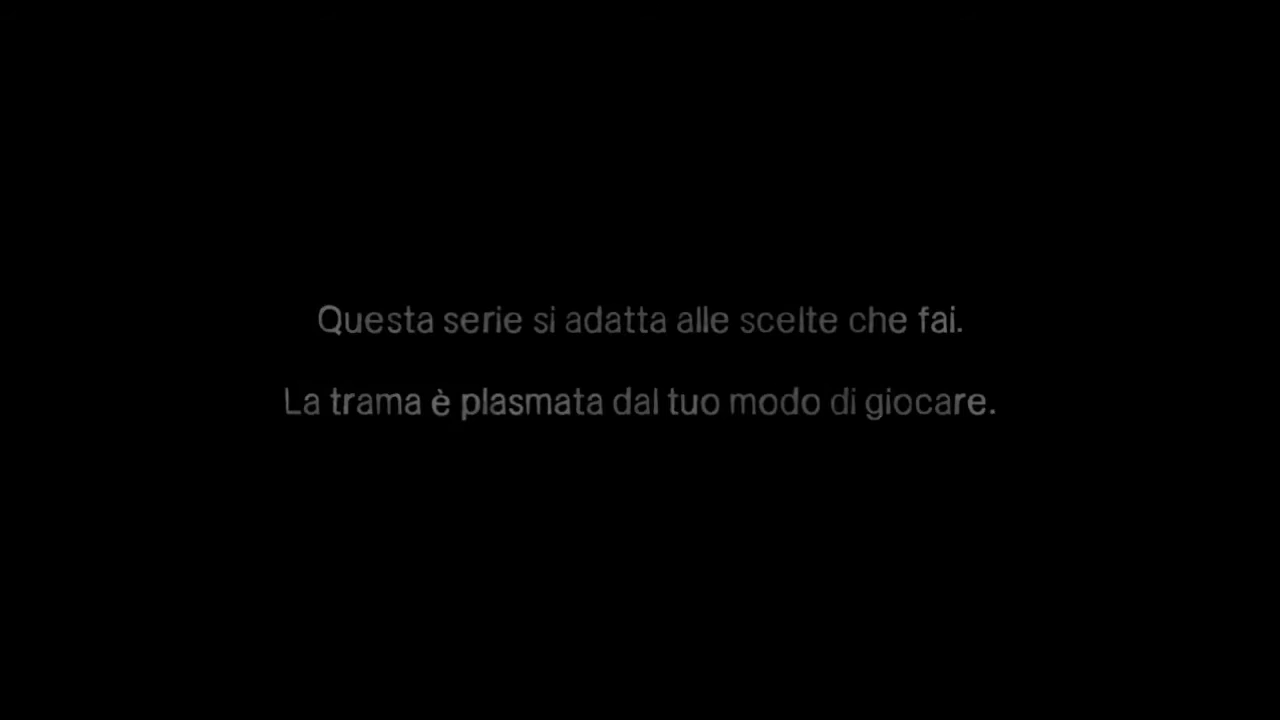 Questa serie si adatta alle scelte che fai.
La trama è plasmata dal tuo modo di giocare.